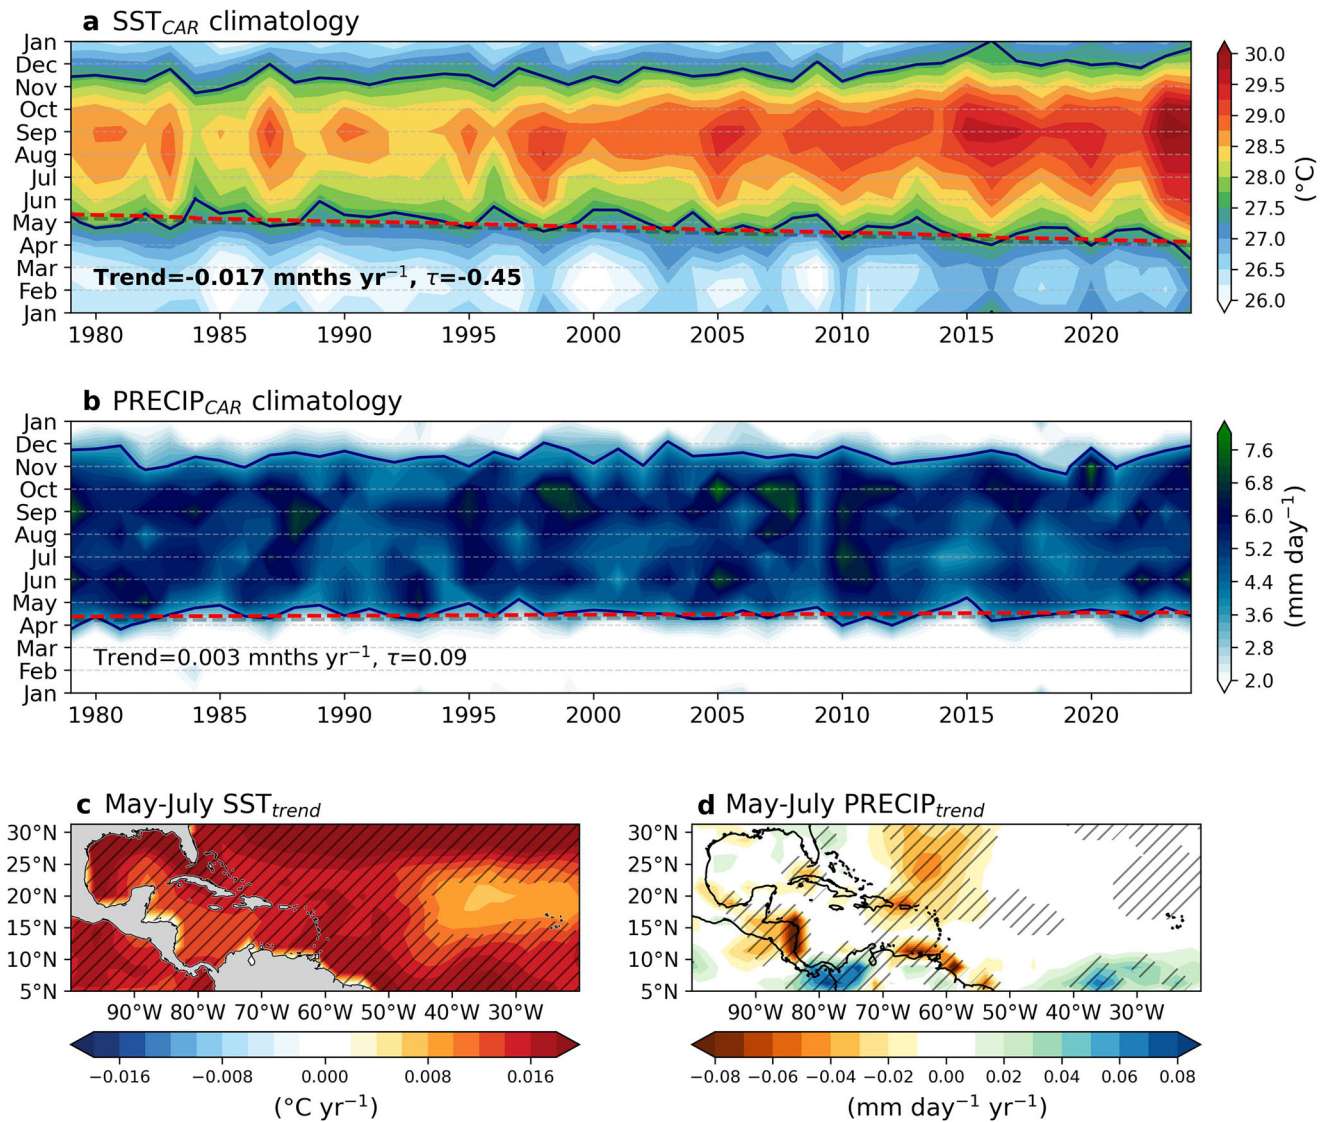 a SST_CAR climatology
Jan
Dec
Nov
Oct
Sep
Aug
Jul
Jun
May
Apr
Mar
Feb
Jan
Trend=-0.017 mnths yr⁻¹, τ=-0.45
1980 1985 1990 1995 2000 2005 2010 2015 2020
30.0
29.5
29.0
28.5
28.0
27.5
27.0
26.5
26.0
(°C)
b PRECIP_CAR climatology
Jan
Dec
Nov
Oct
Sep
Aug
Jul
Jun
May
Apr
Mar
Feb
Jan
Trend=0.003 mnths yr⁻¹, τ=0.09
1980 1985 1990 1995 2000 2005 2010 2015 2020
7.6
6.8
6.0
5.2
4.4
3.6
2.8
2.0
(mm day⁻¹)
c May-July SST_trend
30°N
25°N
20°N
15°N
10°N
5°N
90°W 80°W 70°W 60°W 50°W 40°W 30°W
−0.016 −0.008 0.000 0.008 0.016
(°C yr⁻¹)
d May-July PRECIP_trend
30°N
25°N
20°N
15°N
10°N
5°N
90°W 80°W 70°W 60°W 50°W 40°W 30°W
−0.08 −0.06 −0.04 −0.02 0.00 0.02 0.04 0.06 0.08
(mm day⁻¹ yr⁻¹)